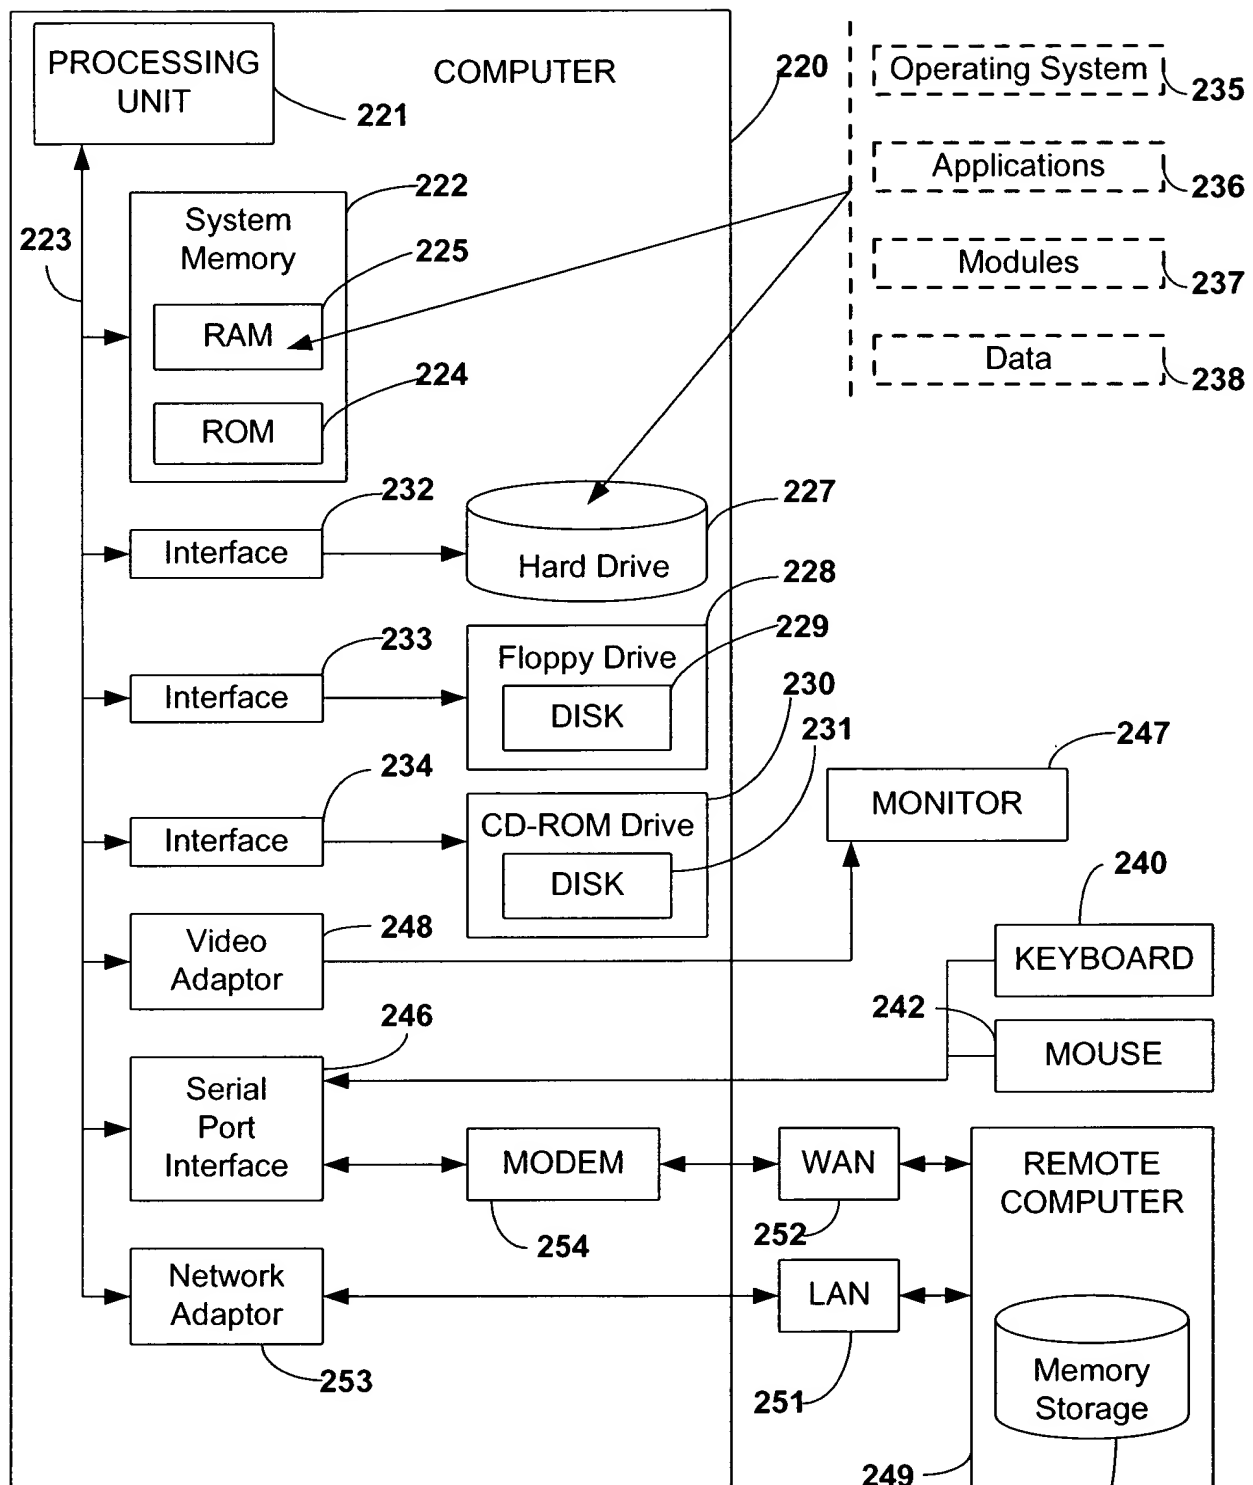 PROCESSING
UNIT
221
COMPUTER
220
Operating System
235
Applications
236
Modules
237
Data
238
223
222
System
Memory
225
RAM
224
ROM
232
Interface
227
Hard Drive
233
Interface
228
229
Floppy Drive
DISK
234
Interface
230
231
CD-ROM Drive
DISK
247
MONITOR
248
Video
Adaptor
240
KEYBOARD
242
MOUSE
246
Serial
Port
Interface
MODEM
254
WAN
252
REMOTE
COMPUTER
Network
Adaptor
253
LAN
251
Memory
Storage
249